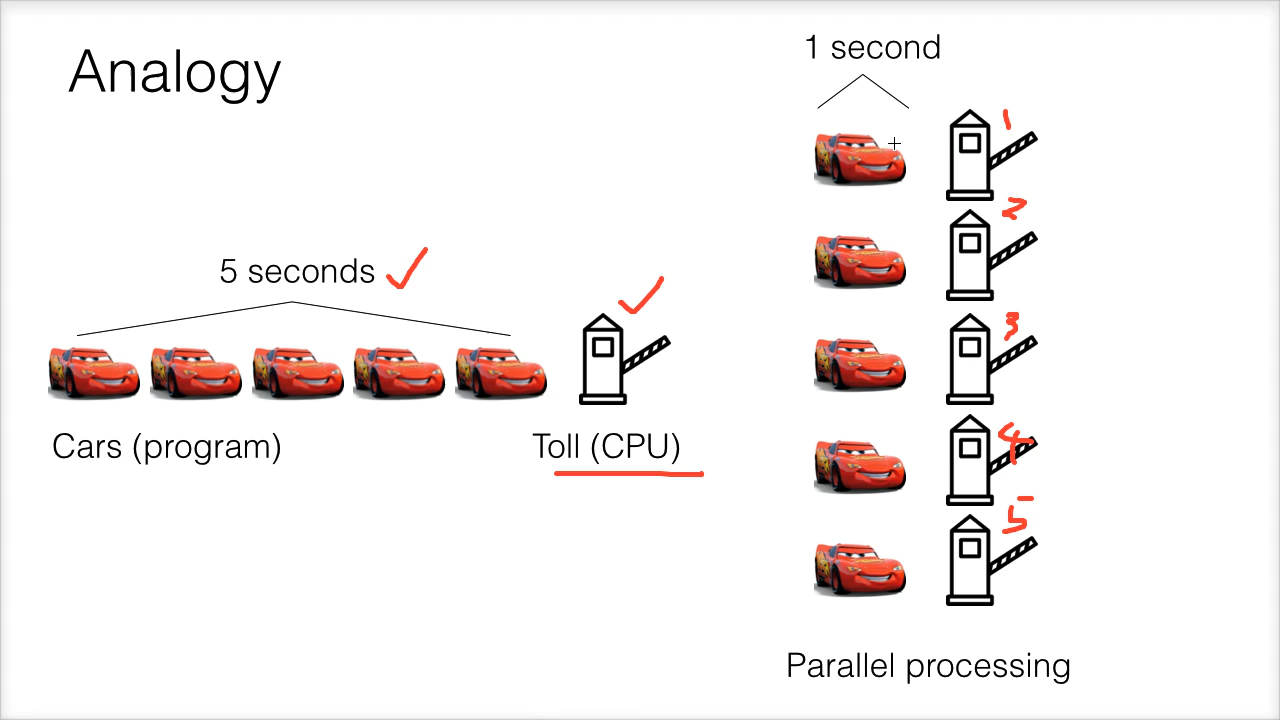 Analogy
5 seconds
Cars (program)
Toll (CPU)
1 second
1
2
3
4
5
Parallel processing